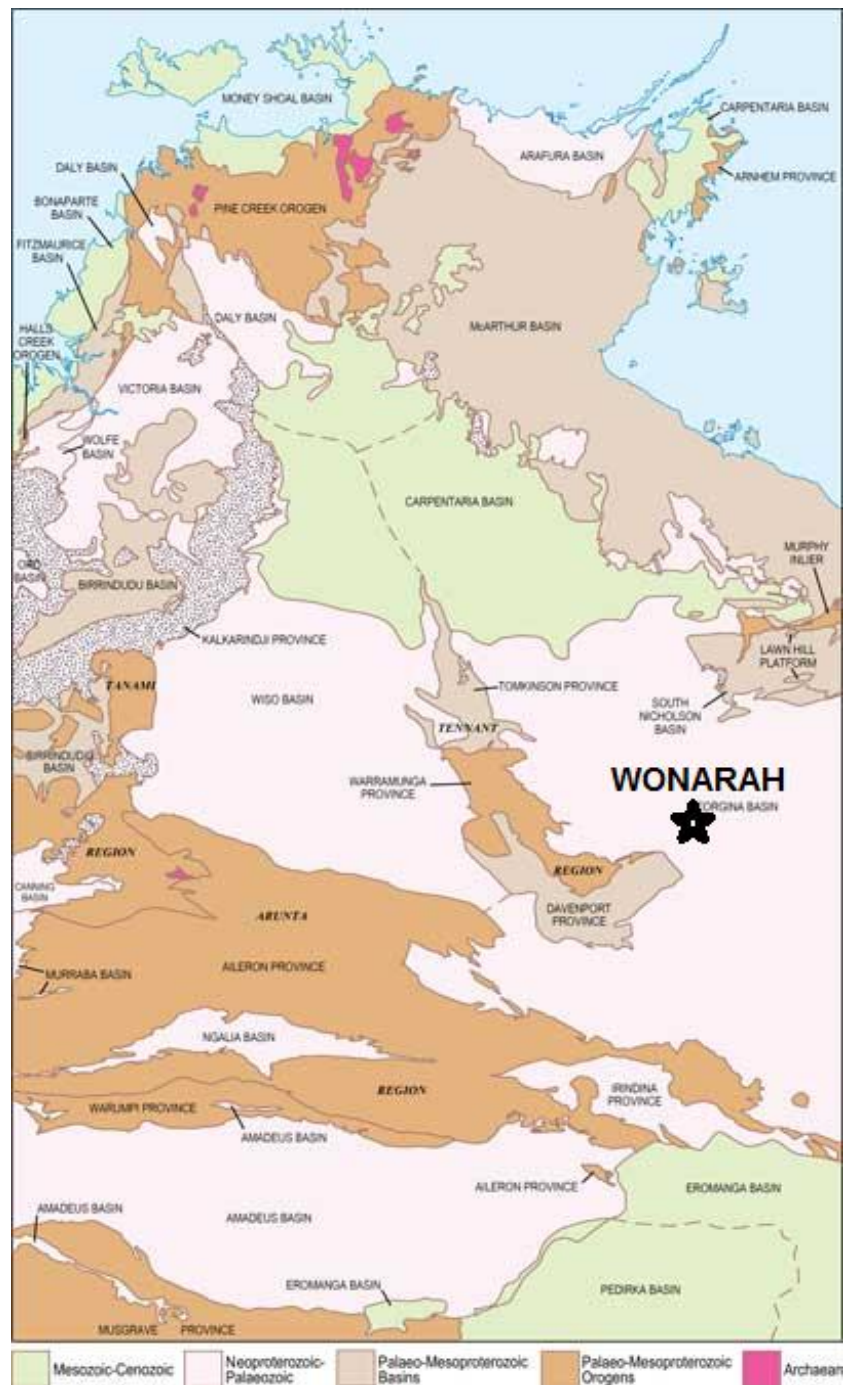 MONEY SHOAL BASIN
CARPENTARIA BASIN
DALY BASIN
ARAFURA BASIN
ARNHEM PROVINCE
BONAPARTE
BASIN
PINE CREEK OROGEN
FITZMAURICE
BASIN
HALLS
CREEK
OROGEN
DALY BASIN
McARTHUR BASIN
VICTORIA BASIN
WOLFE
BASIN
CARPENTARIA BASIN
MURPHY
INLIER
ORD
BASIN
BIRRINDUDU BASIN
KALKARINDJI PROVINCE
LAWN HILL
PLATFORM
TANAMI
WISO BASIN
TOMKINSON PROVINCE
SOUTH
NICHOLSON
BASIN
TENNANT
BIRRINDUDU
BASIN
WARRAMUNGA
PROVINCE
WONARAH
EORGINA BASIN
REGION
REGION
CANNING
BASIN
DAVENPORT
PROVINCE
ARUNTA
AILERON PROVINCE
MURRABA BASIN
NGALIA BASIN
REGION
IRINDINA
PROVINCE
WARUMPI PROVINCE
AMADEUS BASIN
AILERON PROVINCE
EROMANGA BASIN
AMADEUS BASIN
AMADEUS BASIN
EROMANGA BASIN
PEDIRKA BASIN
MUSGRAVE PROVINCE
Mesozoic-Cenozoic
Neoproterozoic-
Palaeozoic
Palaeo-Mesoproterozoic
Basins
Palaeo-Mesoproterozoic
Orogens
Archaean